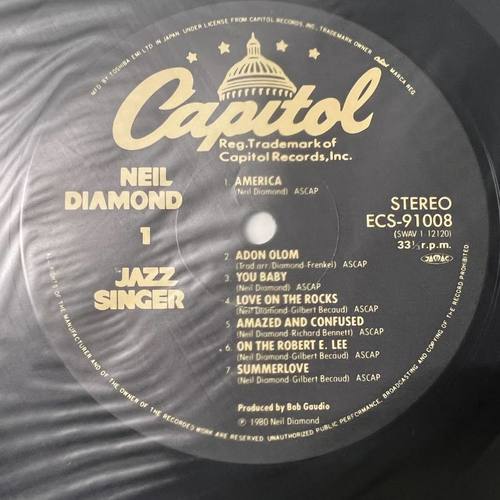 MFD BY TOSHIBA EMI LTD IN JAPAN UNDER LICENSE FROM CAPITOL RECORDS, INC., TRADEMARK OWNER Capitol MARCA REG
Capitol
Reg. Trademark of
Capitol Records, Inc.
NEIL
DIAMOND
1
JAZZ
SINGER
STEREO
ECS-91008
(SWAV 1 12120)
33⅓ r.p.m.
1. AMERICA
(Neil Diamond) ASCAP
2. ADON OLOM
(Trad arr: Diamond-Frenkel) ASCAP
3. YOU BABY
(Neil Diamond) ASCAP
4. LOVE ON THE ROCKS
(Neil Diamond-Gilbert Becaud) ASCAP
5. AMAZED AND CONFUSED
(Neil Diamond-Richard Bennett) ASCAP
6. ON THE ROBERT E. LEE
(Neil Diamond-Gilbert Becaud) ASCAP
7. SUMMERLOVE
(Neil Diamond-Gilbert Becaud) ASCAP
Produced by Bob Gaudio
Ⓟ 1980 Neil Diamond
OF THE MANUFACTURER AND OF THE OWNER OF THE RECORDED WORK ARE RESERVED. UNAUTHORIZED PUBLIC PERFORMANCE, BROADCASTING AND COPYING OF THE RECORD PROHIBITED